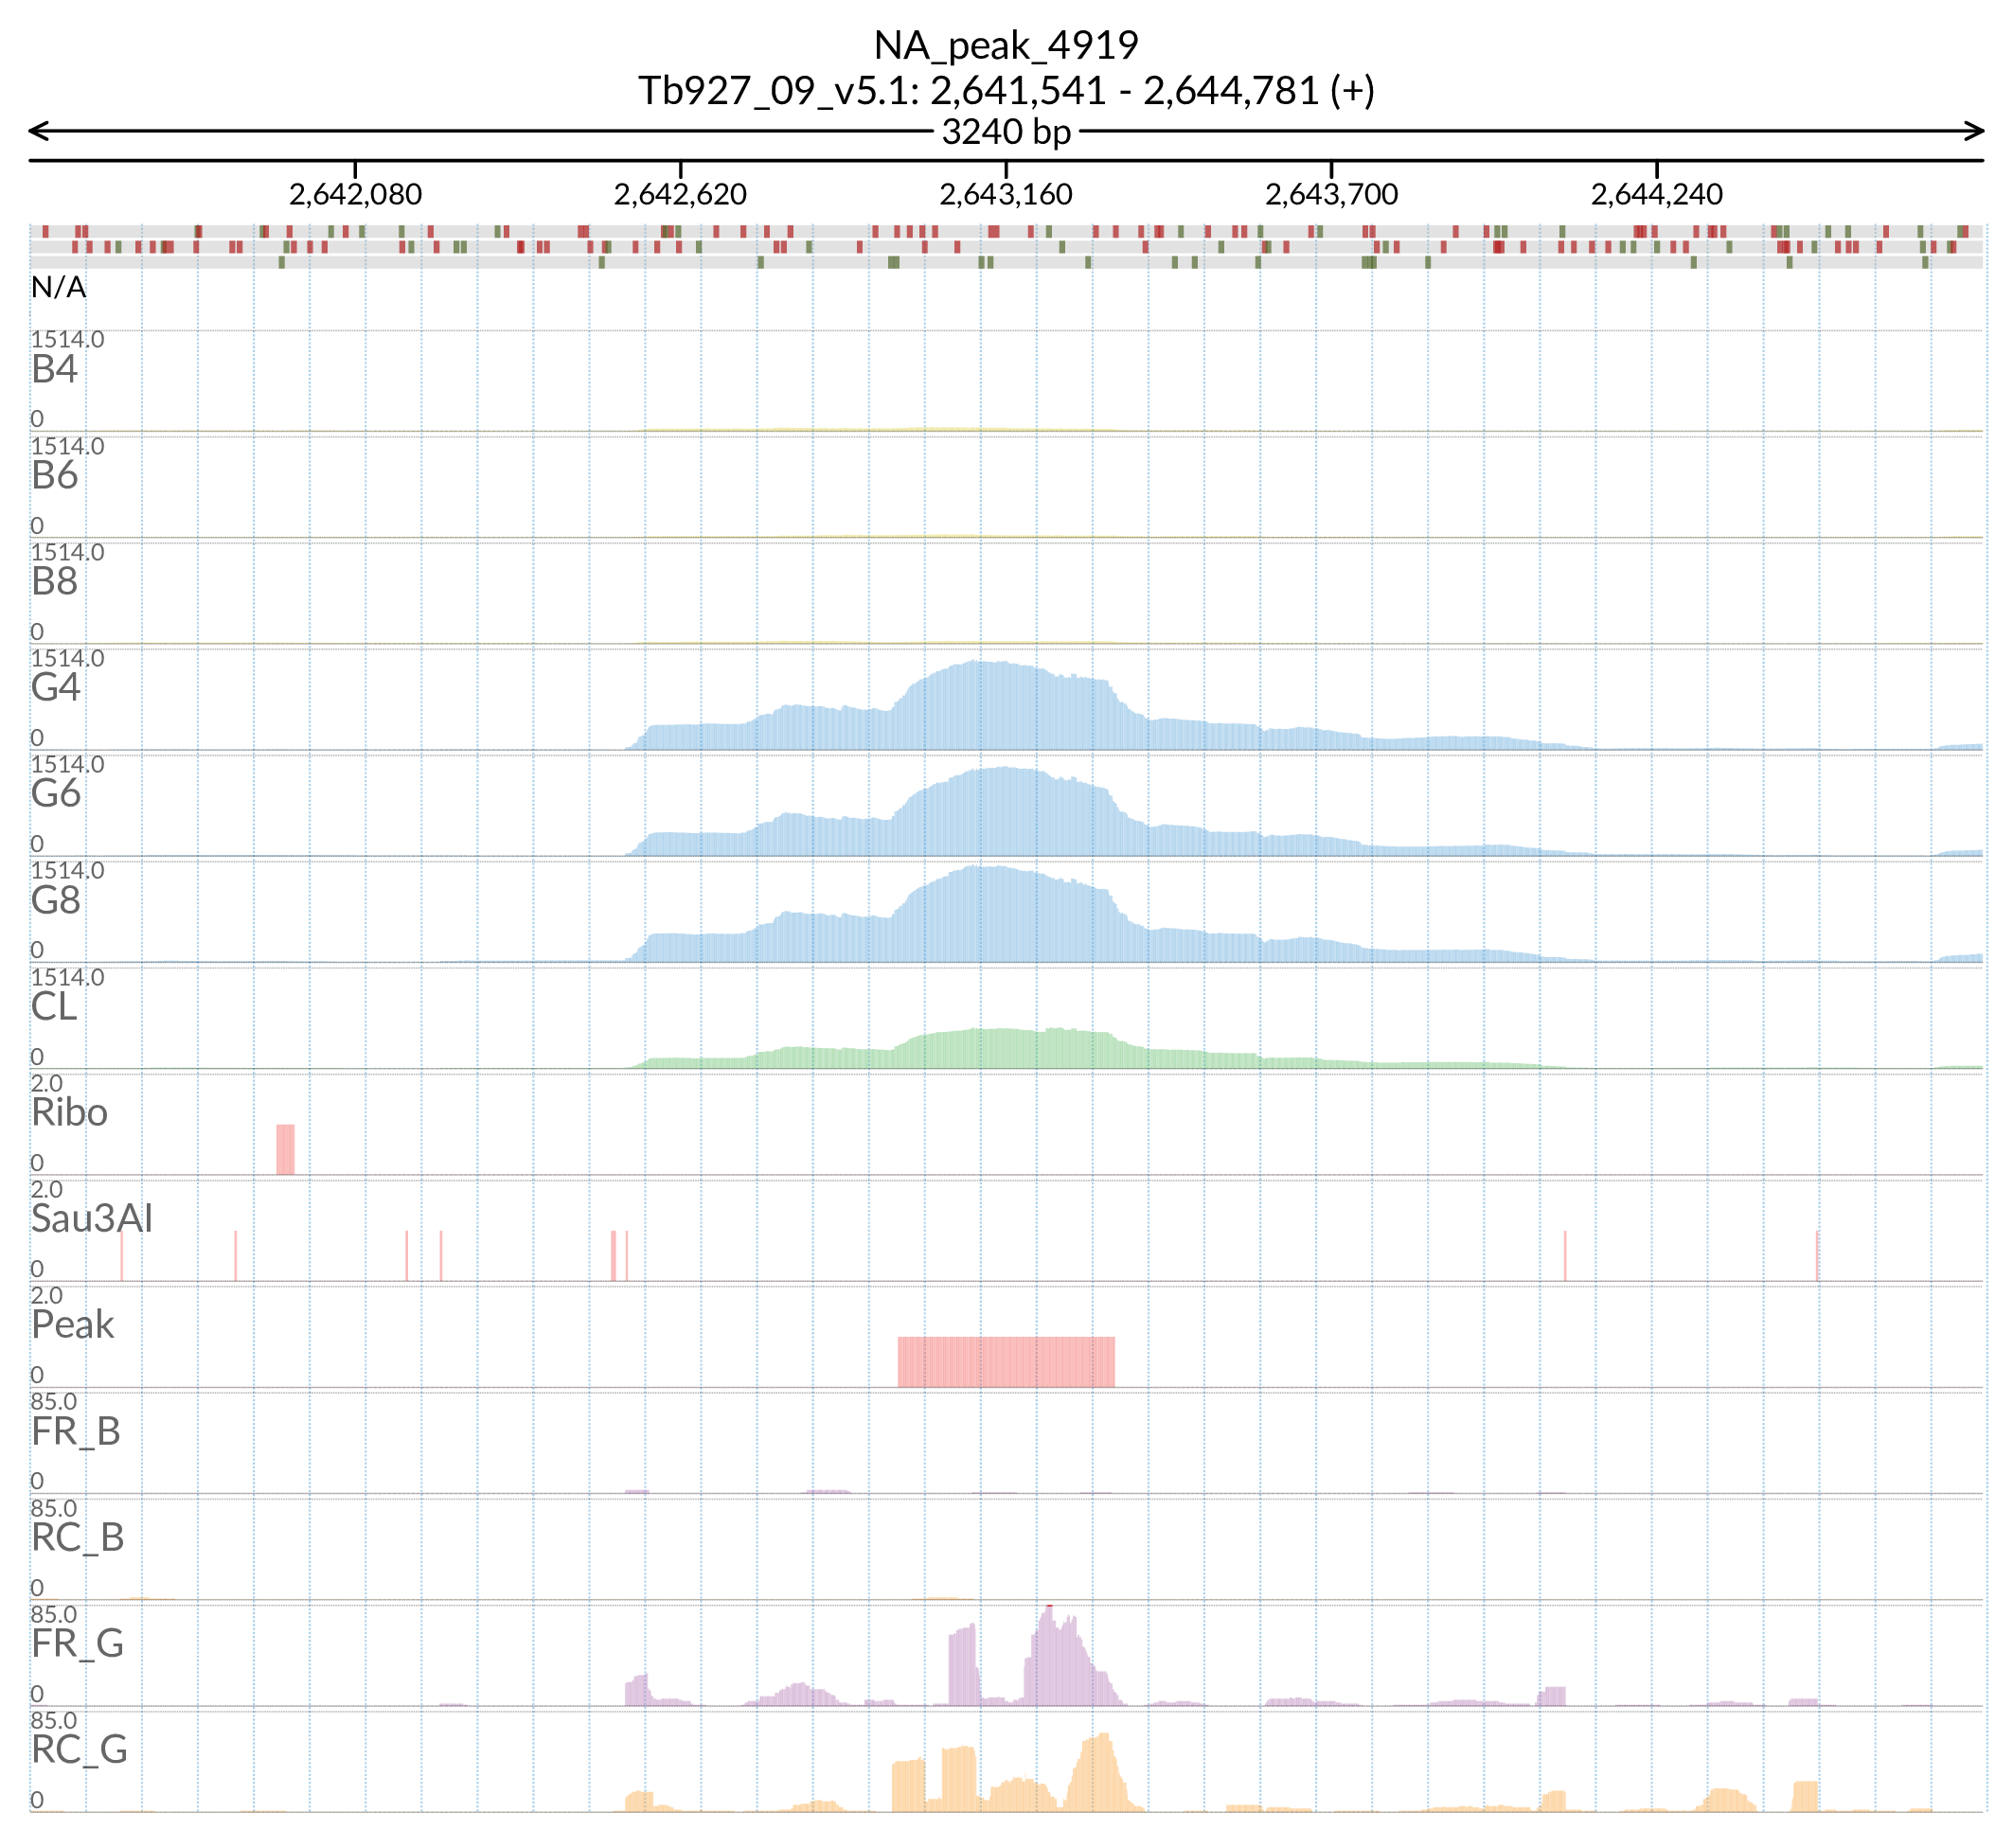 NA_peak_4919
Tb927_09_v5.1: 2,641,541 - 2,644,781 (+)
3240 bp
2,642,080 2,642,620 2,643,160 2,643,700 2,644,240
N/A
1514.0
B4
0
1514.0
B6
0
1514.0
B8
0
1514.0
G4
0
1514.0
G6
0
1514.0
G8
0
1514.0
CL
0
2.0
Ribo
0
2.0
Sau3AI
0
2.0
Peak
0
85.0
FR_B
0
85.0
RC_B
0
85.0
FR_G
0
85.0
RC_G
0